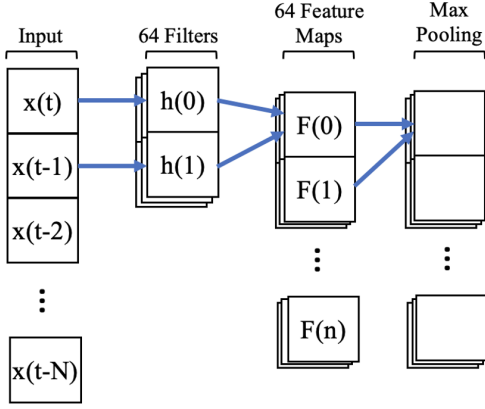 Input
64 Filters
64 Feature
Maps
Max
Pooling
x(t)
x(t-1)
x(t-2)
⋮
x(t-N)
h(0)
h(1)
F(0)
F(1)
⋮
F(n)
⋮